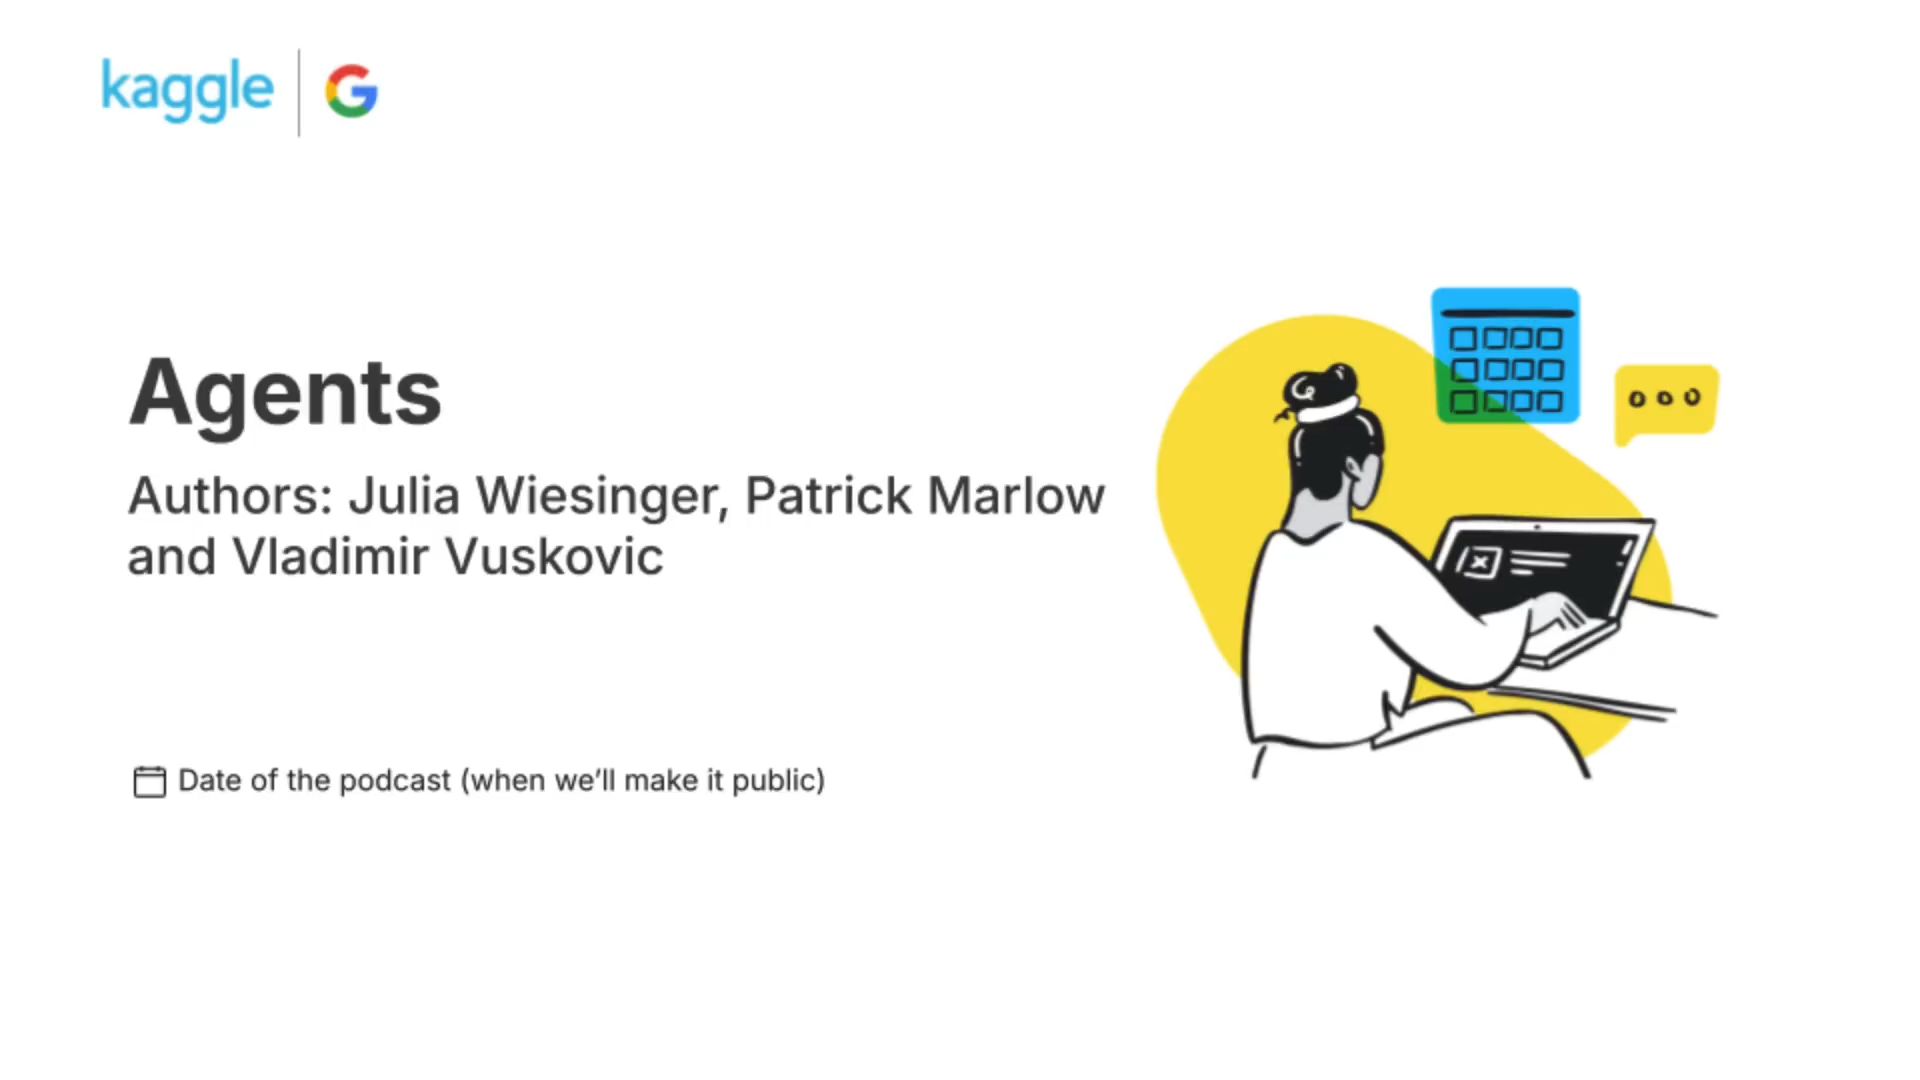 kaggle
Agents
Authors: Julia Wiesinger, Patrick Marlow
and Vladimir Vuskovic
Date of the podcast (when we’ll make it public)